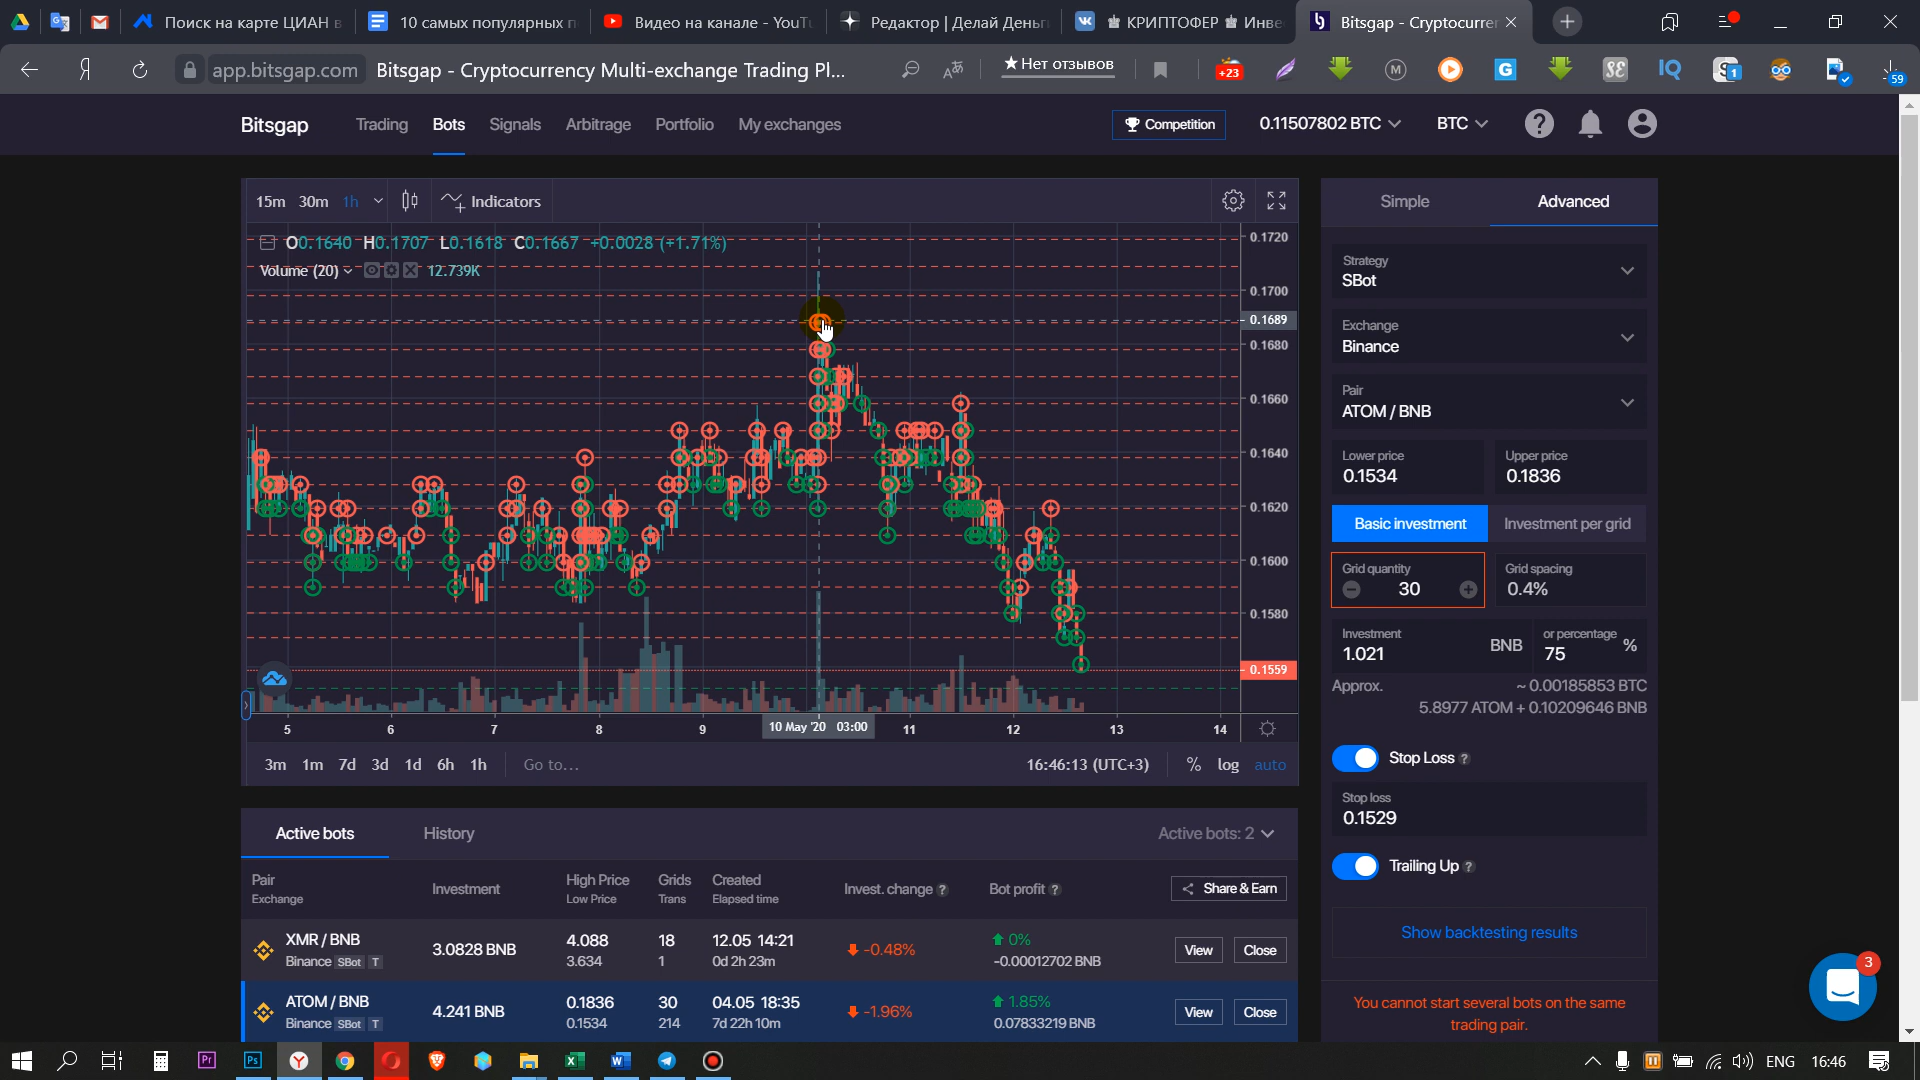 Поиск на карте ЦИАН в
10 самых популярных п
Видео на канале - YouTu
Редактор | Делай Деньг
КРИПТОФЕР Инве
Bitsgap - Cryptocurre
app.bitsgap.com Bitsgap - Cryptocurrency Multi-exchange Trading Pl...
★ Нет отзывов
+23
1
59
Bitsgap
Trading
Bots
Signals
Arbitrage
Portfolio
My exchanges
Competition
0.11507802 BTC
BTC
15m 30m 1h
Indicators
O0.1640 H0.1707 L0.1618 C0.1667 +0.0028 (+1.71%)
Volume (20) 12.739K
0.1720
0.1700
0.1689
0.1680
0.1660
0.1640
0.1620
0.1600
0.1580
0.1559
5 6 7 8 9 10 May '20 03:00 11 12 13 14
3m 1m 7d 3d 1d 6h 1h Go to...
16:46:13 (UTC+3) % log auto
Simple
Advanced
Strategy
SBot
Exchange
Binance
Pair
ATOM / BNB
Lower price
0.1534
Upper price
0.1836
Basic investment
Investment per grid
Grid quantity
30
Grid spacing
0.4%
Investment
1.021 BNB
or percentage
75 %
Approx. ~ 0.00185853 BTC
5.8977 ATOM + 0.10209646 BNB
Stop Loss ?
Stop loss
0.1529
Trailing Up ?
Show backtesting results
You cannot start several bots on the same
trading pair.
3
Active bots
History
Active bots: 2
Pair
Exchange
Investment
High Price
Low Price
Grids
Trans
Created
Elapsed time
Invest. change ?
Bot profit ?
Share & Earn
XMR / BNB
Binance SBot T
3.0828 BNB
4.088
3.634
18
1
12.05 14:21
0d 2h 23m
-0.48%
0%
-0.00012702 BNB
View
Close
ATOM / BNB
Binance SBot T
4.241 BNB
0.1836
0.1534
30
214
04.05 18:35
7d 22h 10m
-1.96%
1.85%
0.07833219 BNB
View
Close
ENG 16:46